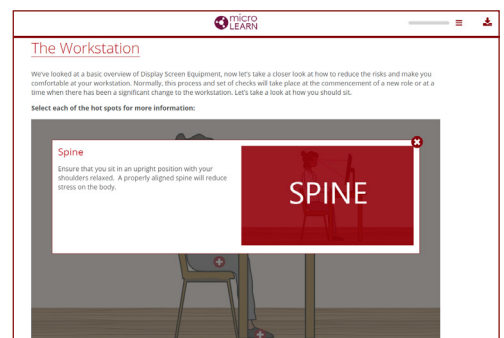 micro
LEARN
The Workstation
We've looked at a basic overview of Display Screen Equipment, now let's take a closer look at how to reduce the risks and make you
comfortable at your workstation. Normally, this process and set of checks will take place at the commencement of a new role or at a
time when there has been a significant change to the workstation. Let's take a look at how you should sit.
Select each of the hot spots for more information:
Spine
Ensure that you sit in an upright position with your
shoulders relaxed. A properly aligned spine will reduce
stress on the body.
SPINE